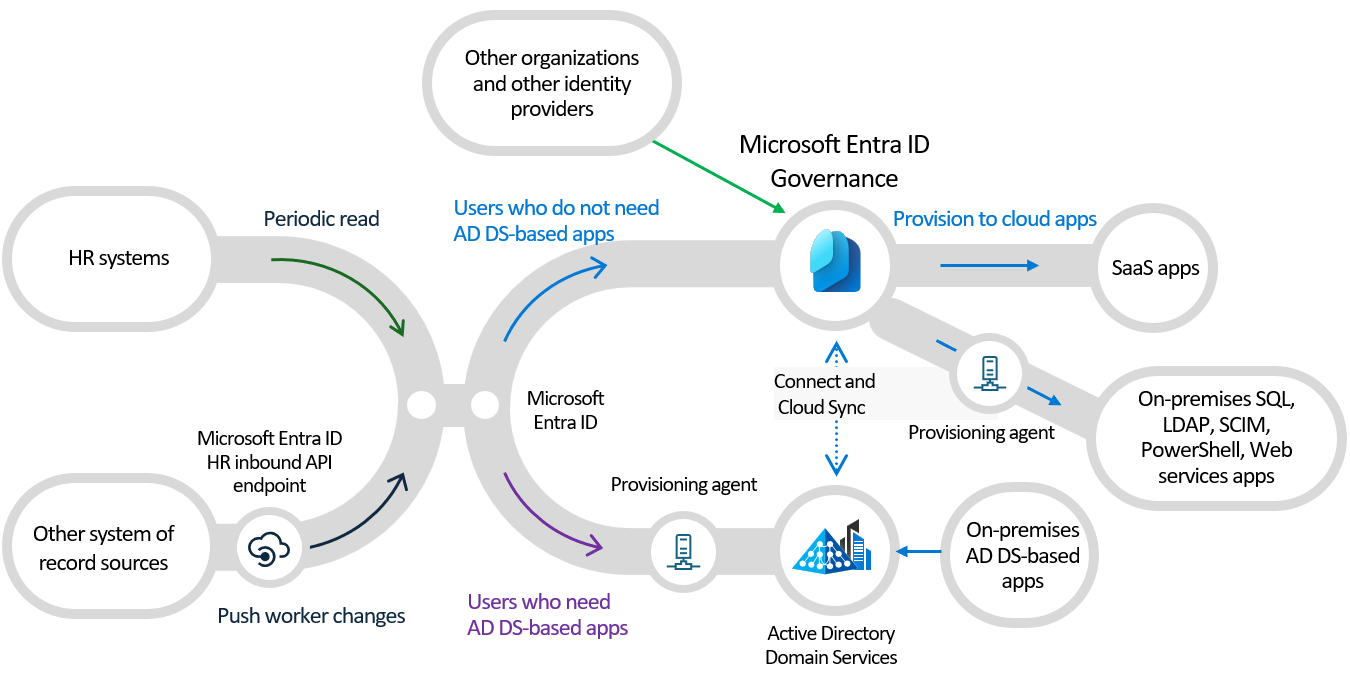 Other organizations
and other identity
providers
Microsoft Entra ID
Governance
HR systems
Periodic read
Users who do not need
AD DS-based apps
Provision to cloud apps
SaaS apps
Microsoft
Entra ID
Connect and
Cloud Sync
Provisioning agent
On-premises SQL,
LDAP, SCIM,
PowerShell, Web
services apps
Microsoft Entra ID
HR inbound API
endpoint
Other system of
record sources
Push worker changes
Provisioning agent
Users who need
AD DS-based apps
On-premises
AD DS-based
apps
Active Directory
Domain Services